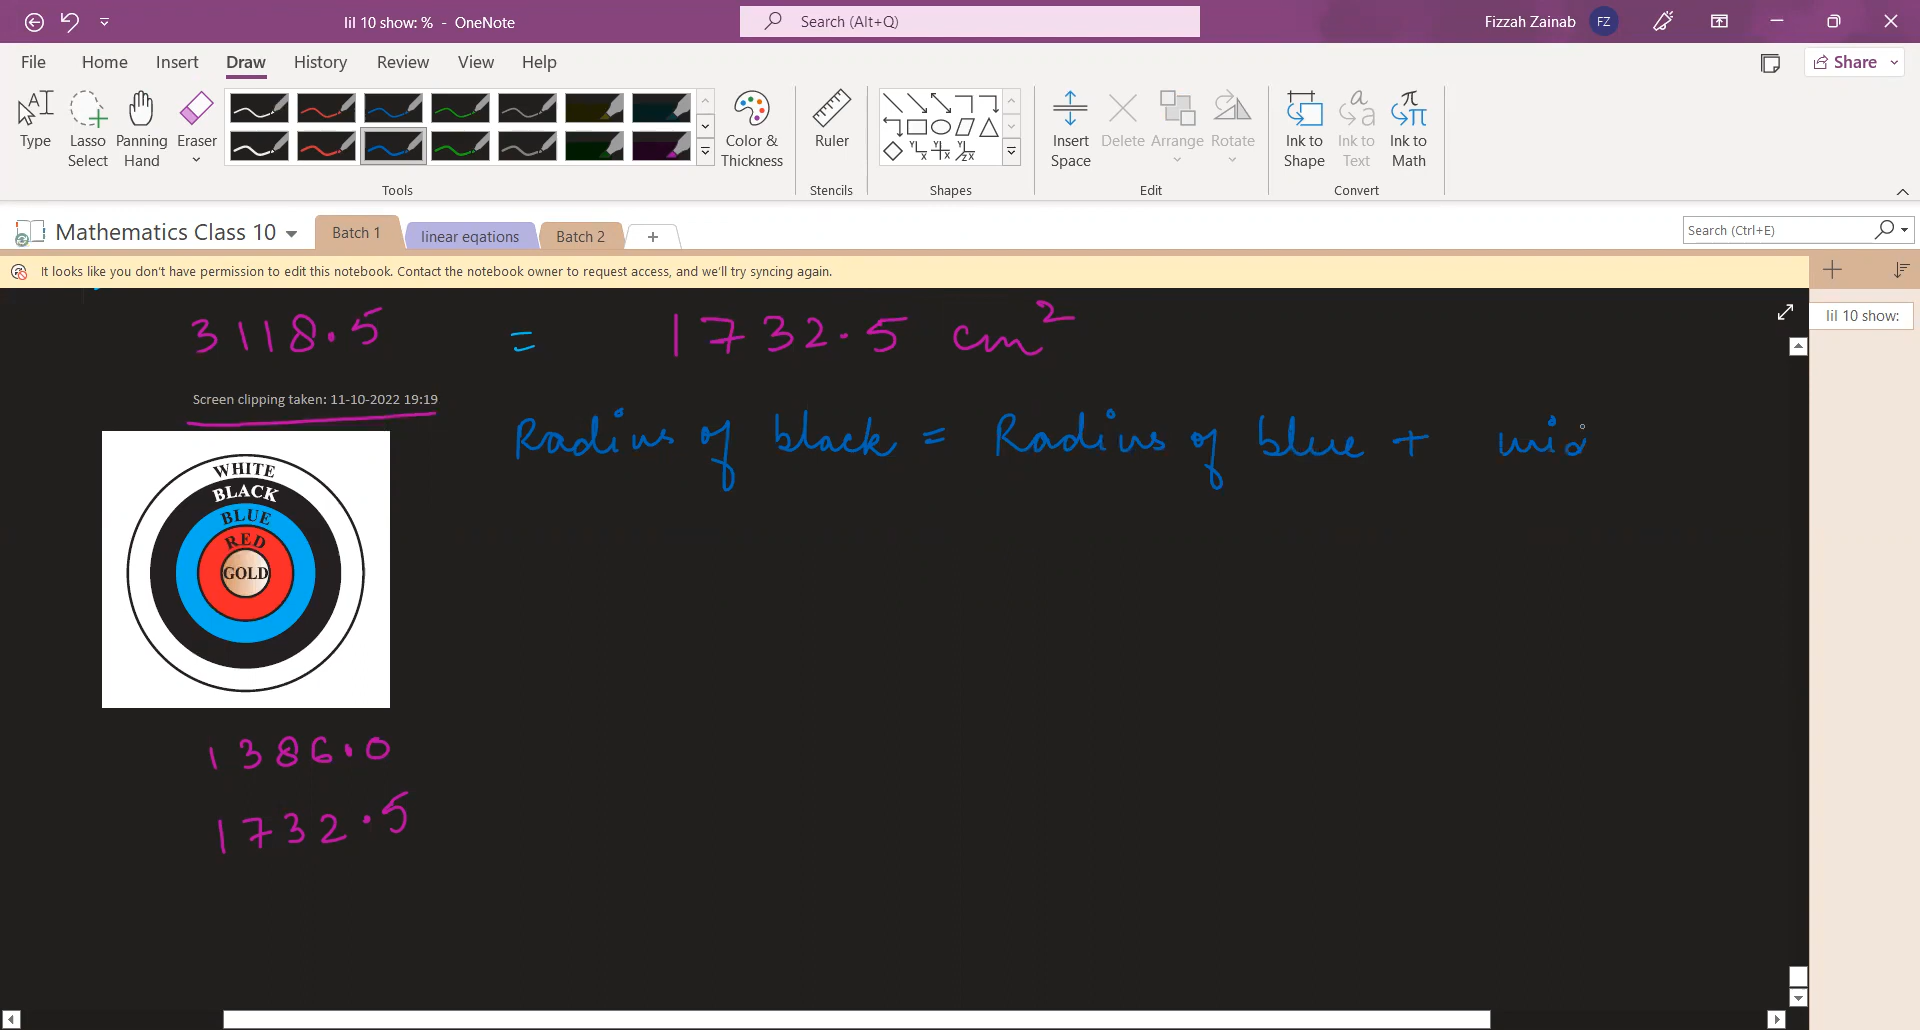 lil 10 show: % - OneNote
Search (Alt+Q)
Fizzah Zainab FZ
File Home Insert Draw History Review View Help
Share
Type Lasso Select Panning Hand Eraser
Color & Thickness
Ruler
Insert Space Delete Arrange Rotate
Ink to Shape Ink to Text Ink to Math
Tools Stencils Shapes Edit Convert
Mathematics Class 10 Batch 1 linear eqations Batch 2
Search (Ctrl+E)
It looks like you don't have permission to edit this notebook. Contact the notebook owner to request access, and we'll try syncing again.
lil 10 show:
3118.5 = 1732.5 cm²
Screen clipping taken: 11-10-2022 19:19
Radius of black = Radius of blue +
WHITE
BLACK
BLUE
RED
GOLD
1386.0
1732.5